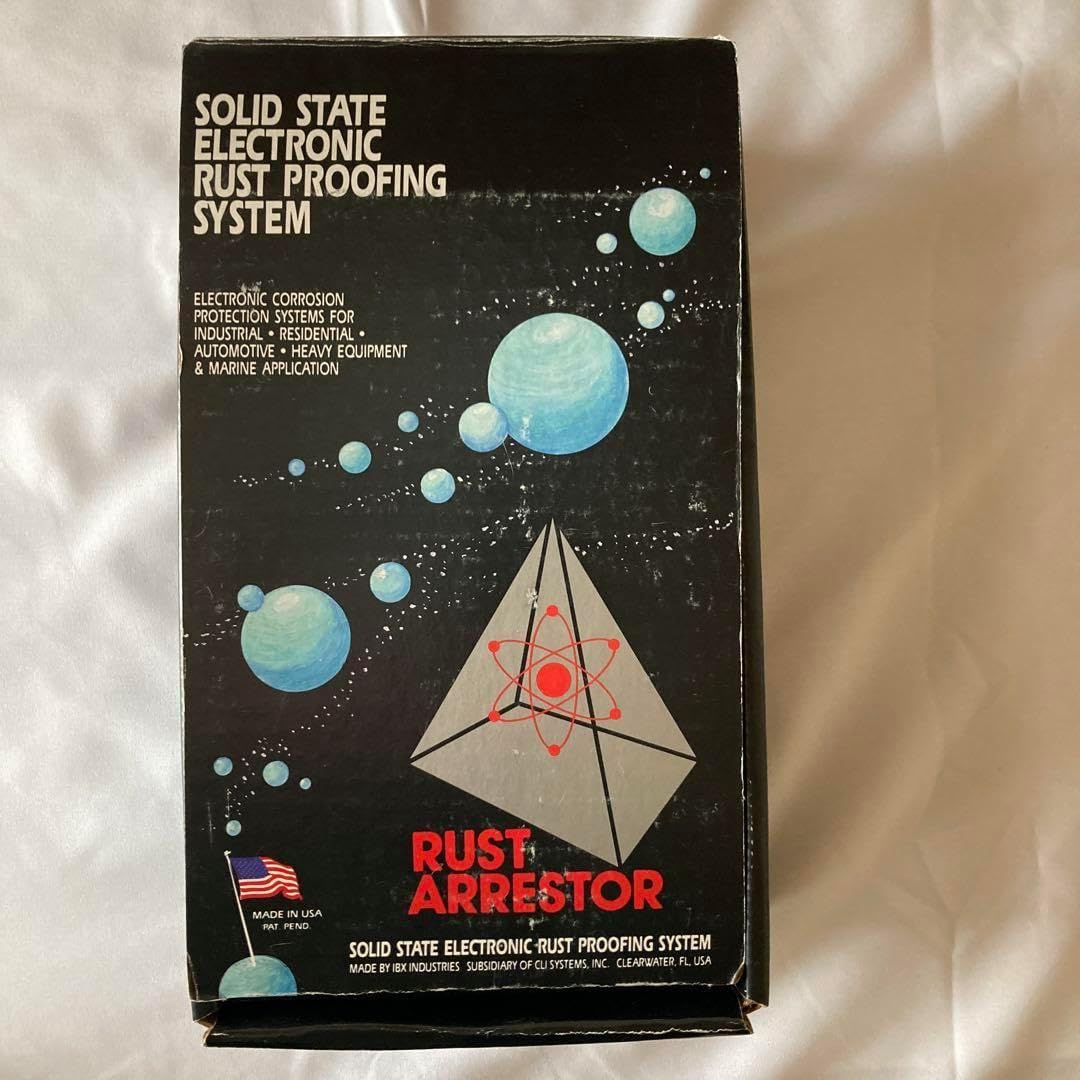 SOLID STATE
ELECTRONIC
RUST PROOFING
SYSTEM
ELECTRONIC CORROSION
PROTECTION SYSTEMS FOR
INDUSTRIAL • RESIDENTIAL •
AUTOMOTIVE • HEAVY EQUIPMENT
& MARINE APPLICATION
RUST
ARRESTOR
MADE IN USA
PAT. PEND.
SOLID STATE ELECTRONIC RUST PROOFING SYSTEM
MADE BY IBX INDUSTRIES SUBSIDIARY OF CLI SYSTEMS, INC. CLEARWATER, FL, USA